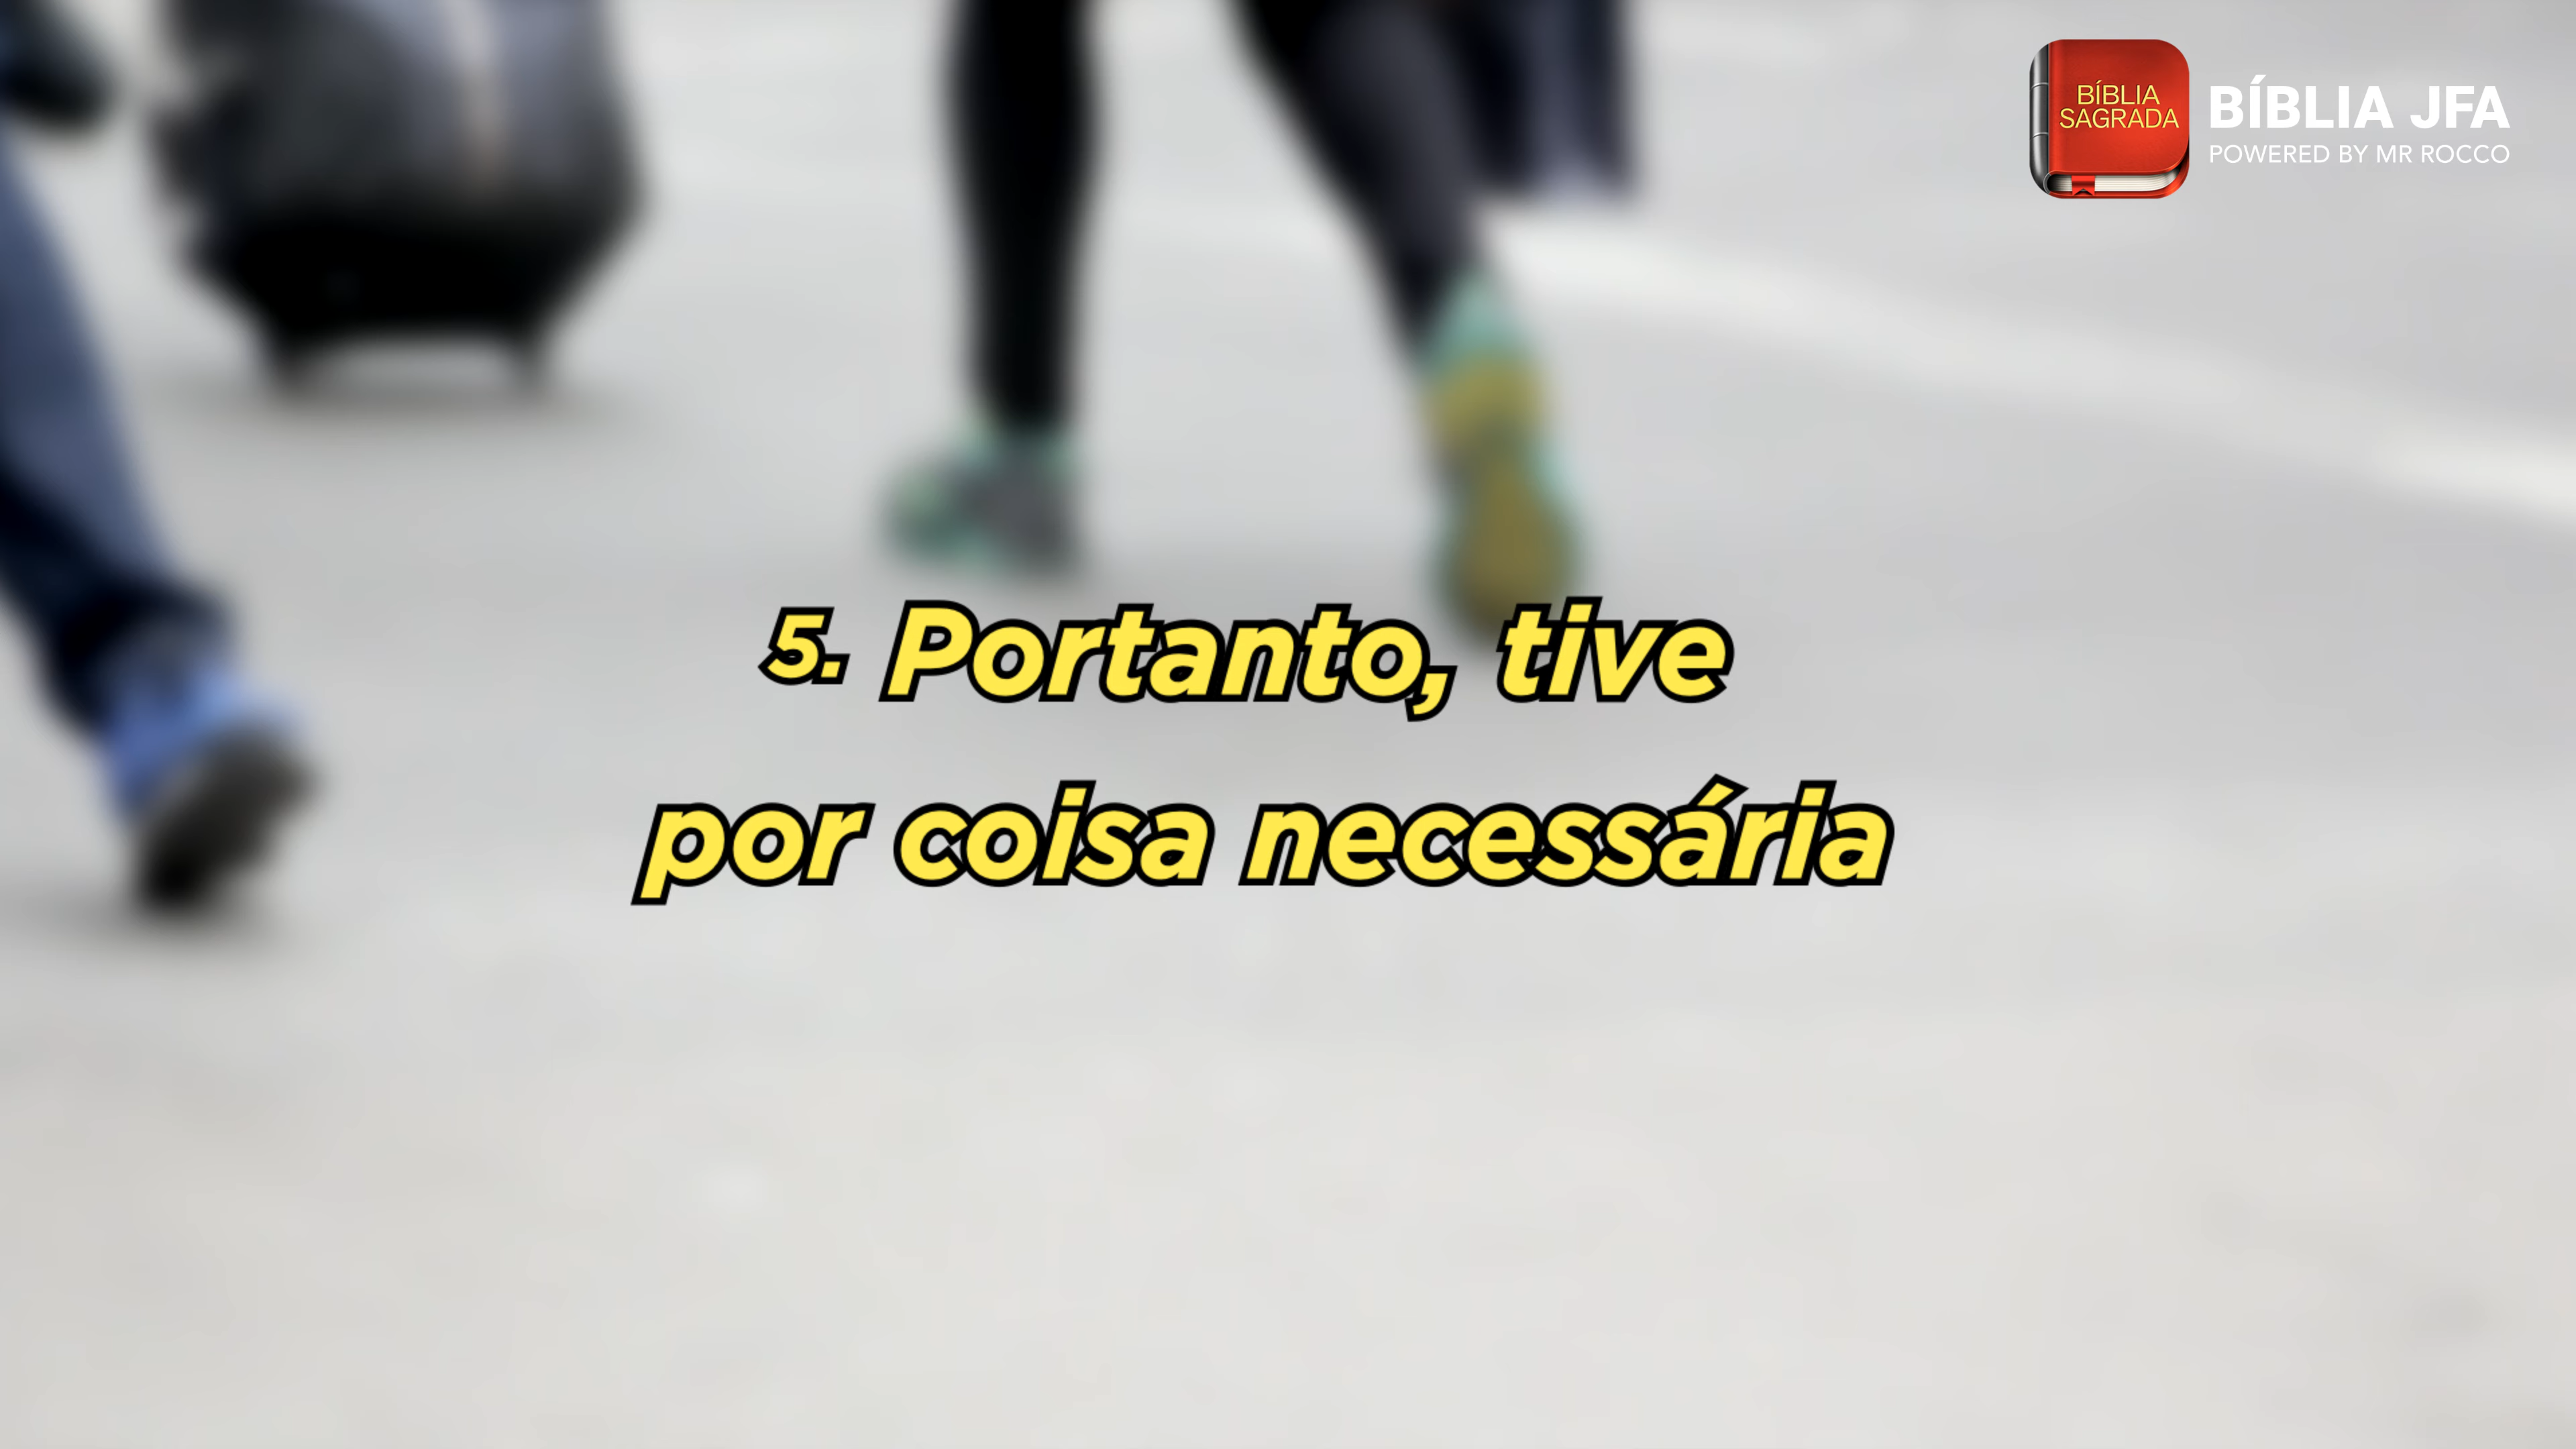 BÍBLIA
SAGRADA
BÍBLIA JFA
POWERED BY MR ROCCO
5. Portanto, tive
por coisa necessária